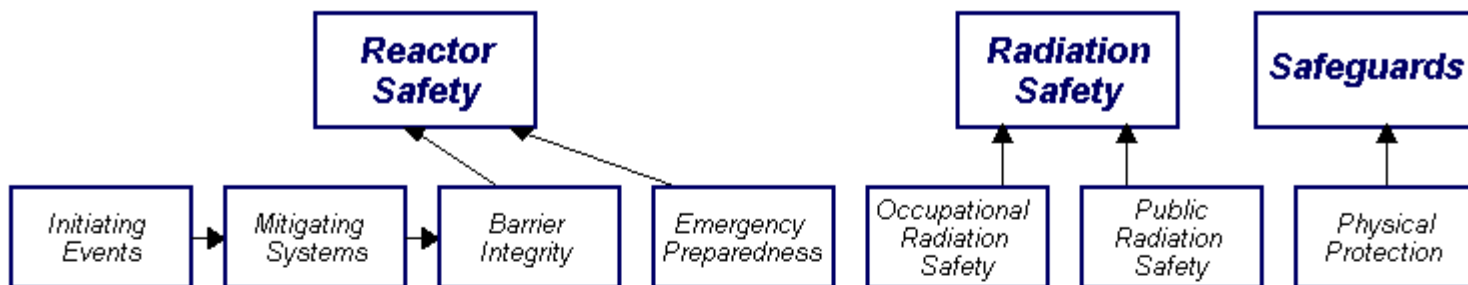 Reactor
Safety
Radiation
Safety
Safeguards
Initiating
Events
Mitigating
Systems
Barrier
Integrity
Emergency
Preparedness
Occupational
Radiation
Safety
Public
Radiation
Safety
Physical
Protection